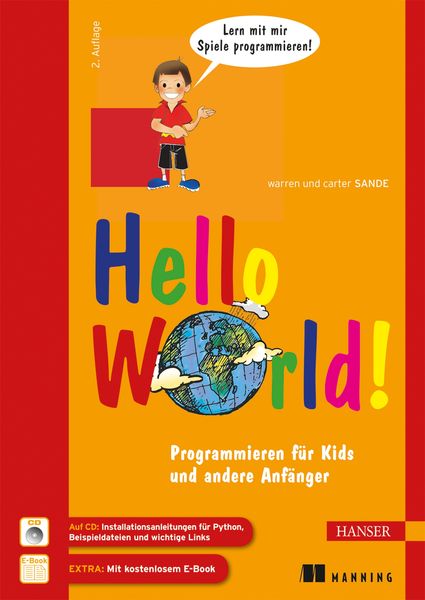 2. Auflage
Lern mit mir
Spiele programmieren!
warren und carter SANDE
Hello
World!
Programmieren für Kids
und andere Anfänger
CD
Auf CD: Installationsanleitungen für Python,
Beispieldateien und wichtige Links
E-Book
EXTRA: Mit kostenlosem E-Book
HANSER
MANNING